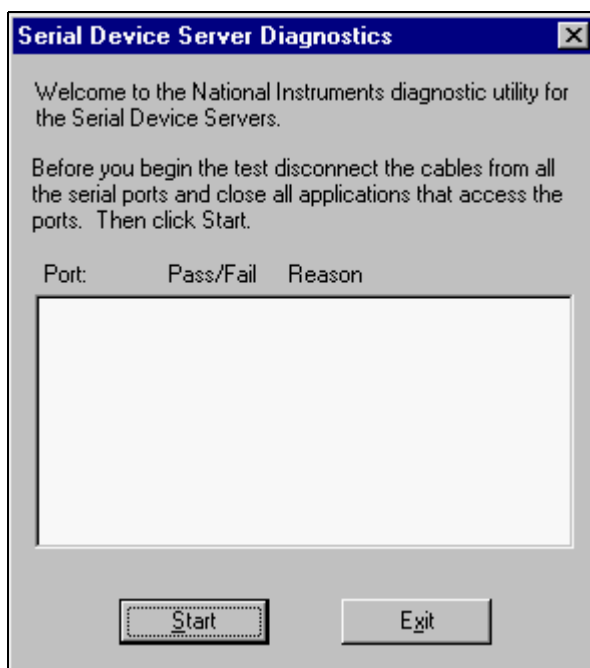 Serial Device Server Diagnostics
Welcome to the National Instruments diagnostic utility for
the Serial Device Servers.
Before you begin the test disconnect the cables from all
the serial ports and close all applications that access the
ports.  Then click Start.
Port: Pass/Fail Reason
Start Exit